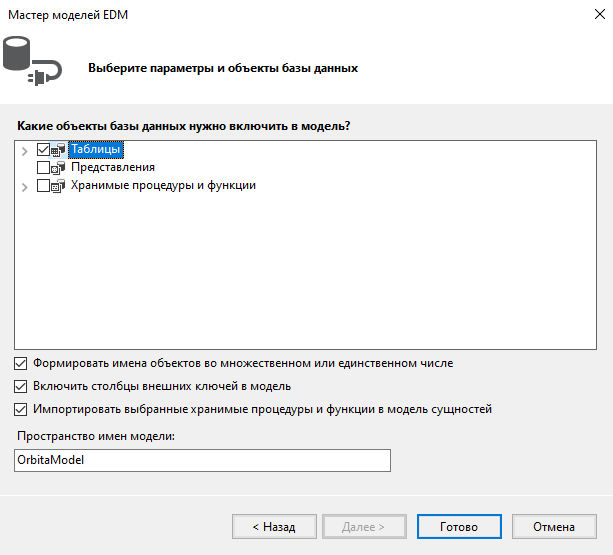 Мастер моделей EDM
Выберите параметры и объекты базы данных
Какие объекты базы данных нужно включить в модель?
Таблицы
Представления
Хранимые процедуры и функции
Формировать имена объектов во множественном или единственном числе
Включить столбцы внешних ключей в модель
Импортировать выбранные хранимые процедуры и функции в модель сущностей
Пространство имен модели:
OrbitaModel
< Назад
Далее >
Готово
Отмена